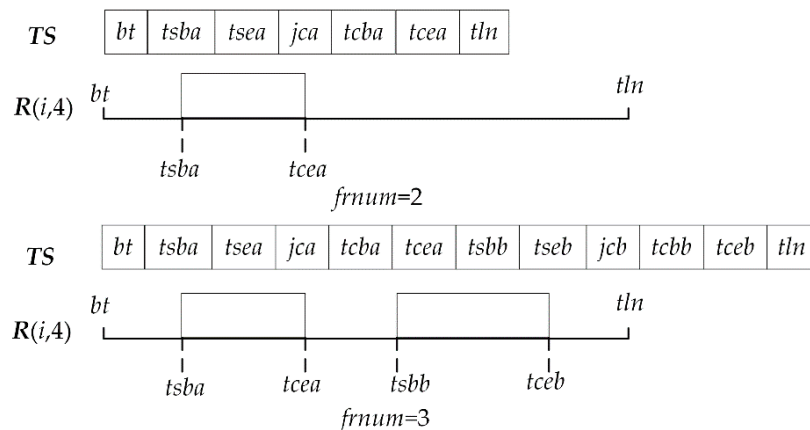 TS bt tsba tsea jca tcba tcea tln
bt tln
R(i,4)
tsba tcea
frnum=2
TS bt tsba tsea jca tcba tcea tsbb tseb jcb tcbb tceb tln
bt tln
R(i,4)
tsba tcea tsbb tceb
frnum=3